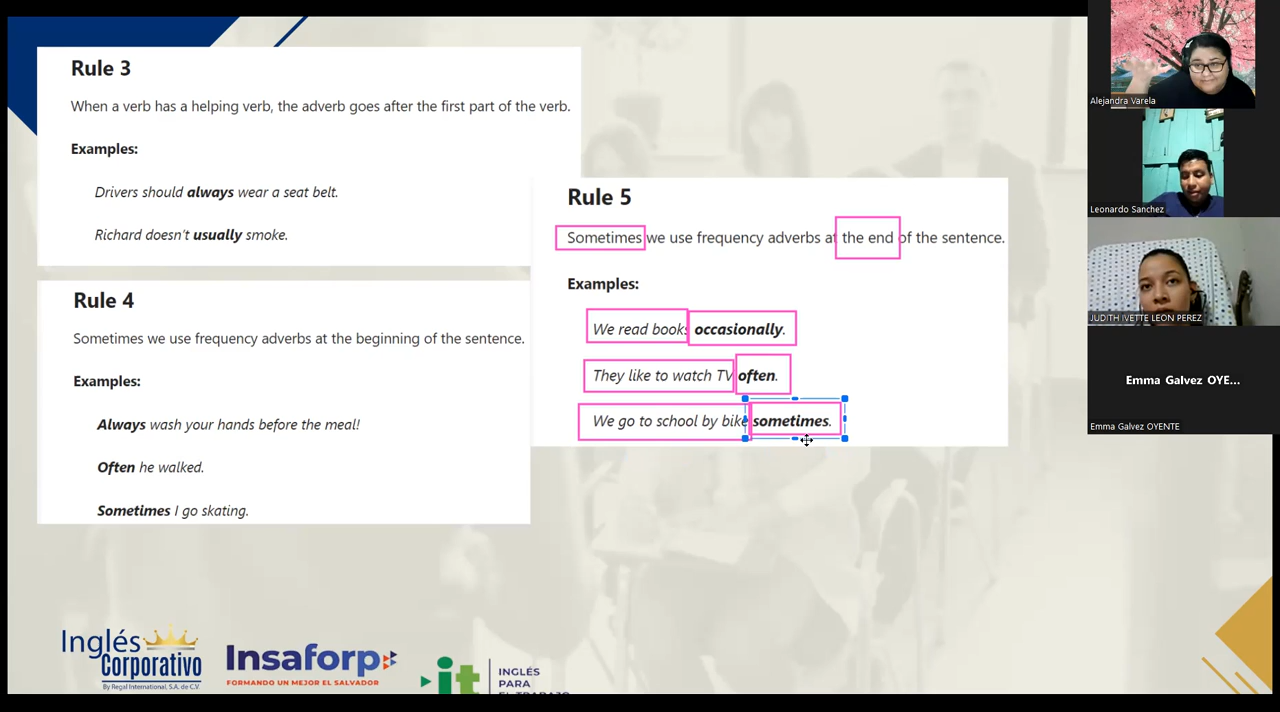 Rule 3
When a verb has a helping verb, the adverb goes after the first part of the verb.
Examples:
Drivers should always wear a seat belt.
Richard doesn't usually smoke.
Rule 4
Sometimes we use frequency adverbs at the beginning of the sentence.
Examples:
Always wash your hands before the meal!
Often he walked.
Sometimes I go skating.
Rule 5
Sometimes we use frequency adverbs at the end of the sentence.
Examples:
We read books occasionally.
They like to watch TV often.
We go to school by bike sometimes.
Inglés
Corporativo
By Regal International, S.A. de C.V.
Insaforp
FORMANDO UN MEJOR EL SALVADOR
it
INGLÉS
PARA
EL TRABAJO
Alejandra Varela
Leonardo Sanchez
JUDITH IVETTE LEON PEREZ
Emma Galvez OYE...
Emma Galvez OYENTE